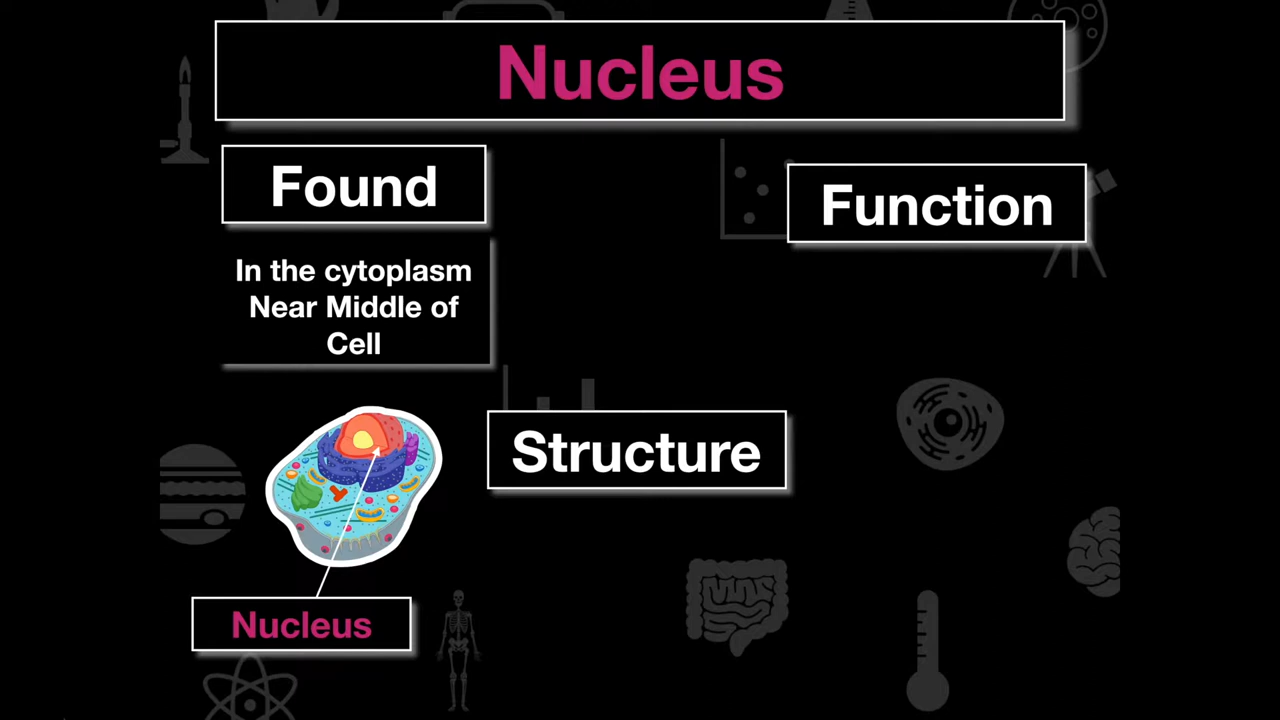 Nucleus
Found
In the cytoplasm
Near Middle of
Cell
Function
Structure
Nucleus